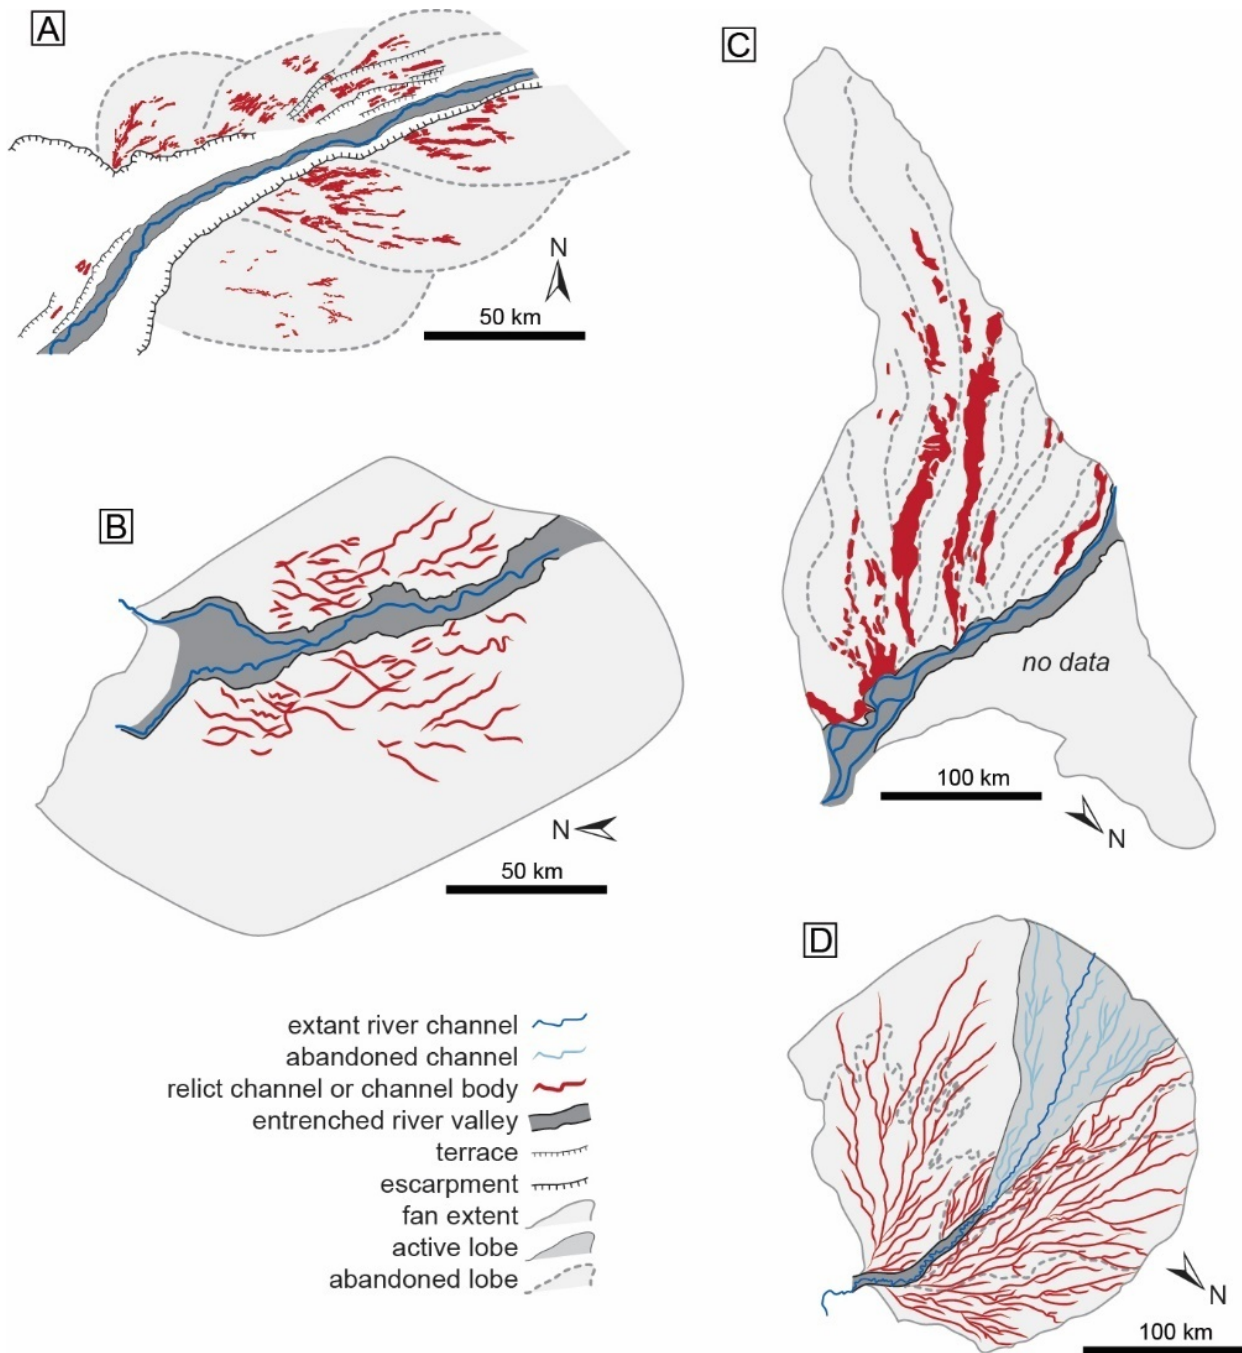 A
N
50 km
B
N
50 km
C
no data
100 km
N
extant river channel
abandoned channel
relict channel or channel body
entrenched river valley
terrace
escarpment
fan extent
active lobe
abandoned lobe
D
N
100 km